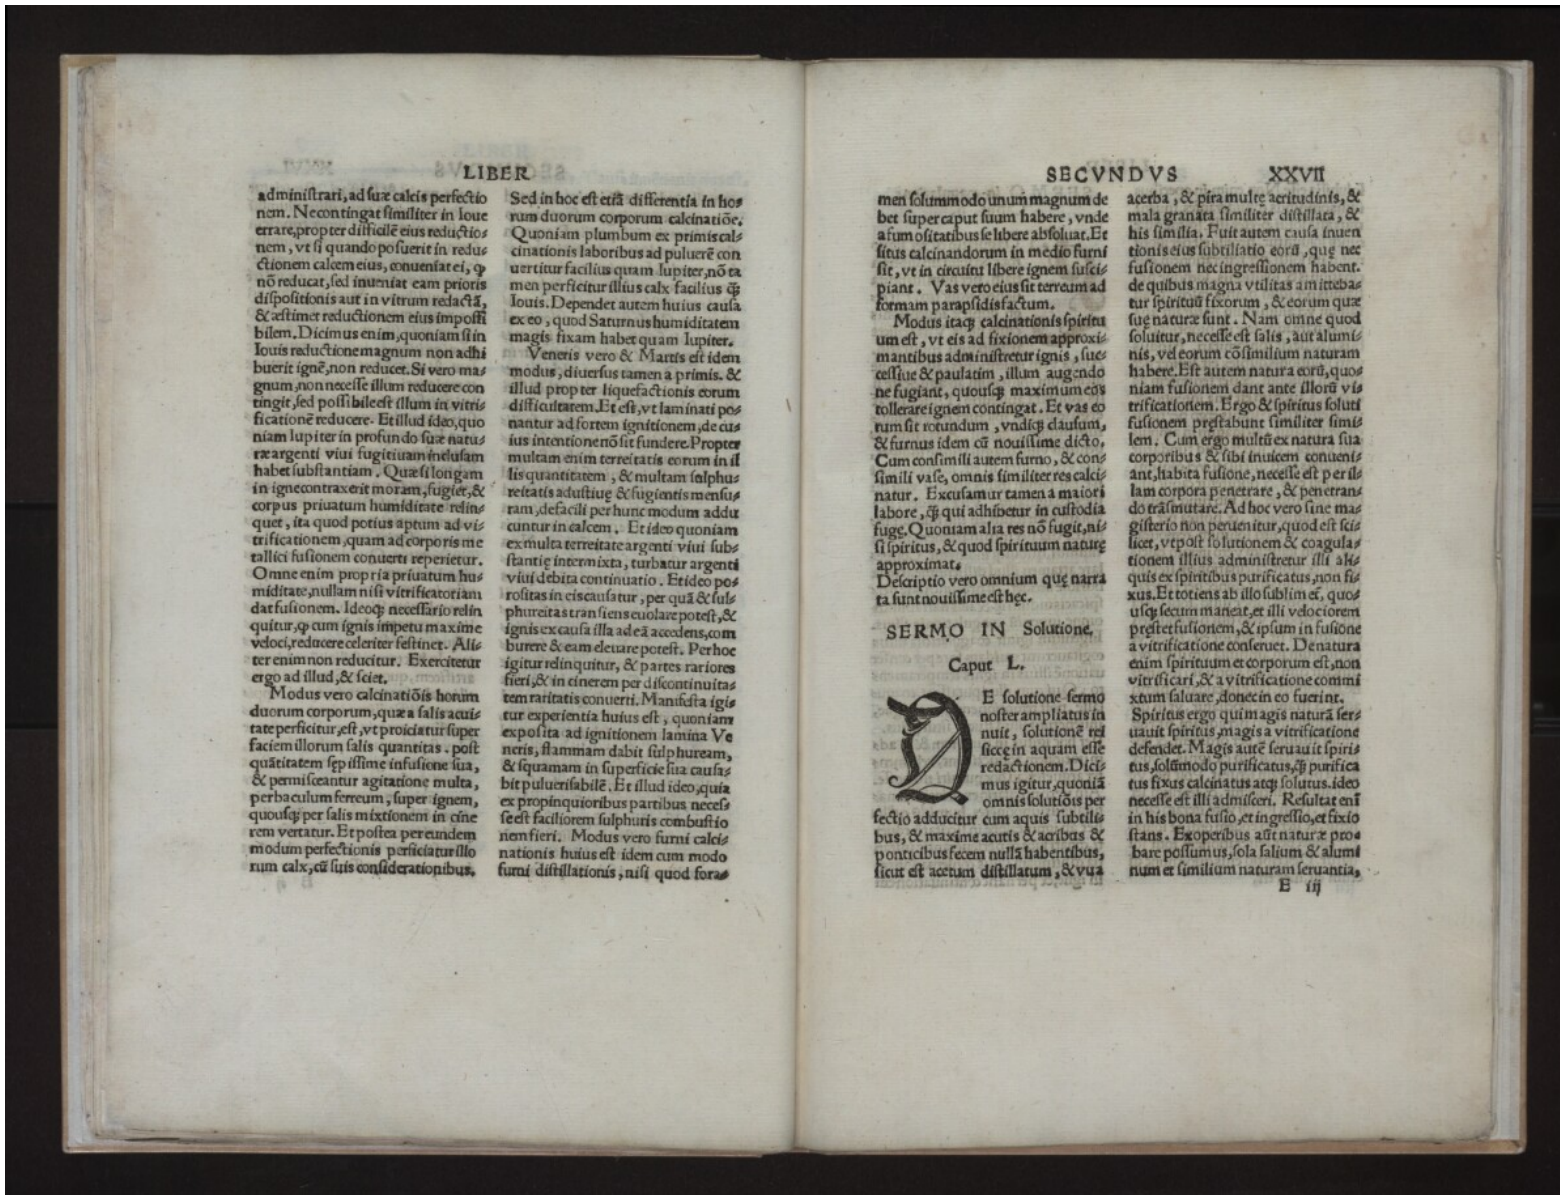 LIBER
administrari, ad suæ calcis perfectio
nem. Ne contingat similiter in Ioue
errare, propter difficilē eius reductio⸗
nem, vt si quando posuerit in redu⸗
ctionem calcem eius, conueniat ei, ꝙ
nō reducat, sed inueniat eam prioris
dispositionis aut in vitrum redactā,
& æstimet reductionem eius impossi
bilem. Dicimus enim, quoniam si in
Iouis reductione magnum non adhi
buerit ignē, non reducet. Si vero ma⸗
gnum, non necesse illum reducere con
tingit, sed possibile est illum in vitri⸗
ficationē reducere. Et illud ideo, quo
niam Iupiter in profundo suæ natu⸗
ræ argenti viui fugitiuam inclusam
habet substantiam. Quæ si longam
in igne contraxerit moram, fugiet, &
corpus priuatum humiditate relin⸗
quet, ita quod potius aptum ad vi⸗
trificationem, quam ad corporis me
tallici fusionem conuerti reperietur.
Omne enim propria priuatum hu⸗
miditate, nullam nisi vitrificatoriam
dat fusionem. Ideoqꝫ necessario relin
quitur, ꝙ cum ignis impetu maxime
veloci, reducere celeriter festinet. Ali⸗
ter enim non reducitur. Exercitetur
ergo ad illud, & sciet.
Modus vero calcinatiōis horum
duorum corporum, quæ a salis acui⸗
tate perficitur, est, vt proiciatur super
faciem illorum salis quantitas. post
quātitatem sępissime infusione sua,
& permisceantur agitatione multa,
per baculum ferreum, super ignem,
quousqꝫ per salis mixtionem in cine
rem vertatur. Et postea per eundem
modum perfectionis perficiatur illo
rum calx, cū suis considerationibus.
Sed in hoc est etiā differentia in ho⸗
rum duorum corporum calcinatiōe.
Quoniam plumbum ex primis cal⸗
cinationis laboribus ad puluerē con
uertitur facilius quam Iupiter, nō ta
men perficitur illius calx facilius ꝗ̄
Iouis. Dependet autem huius causa
ex eo, quod Saturnus humiditatem
magis fixam habet quam Iupiter.
Veneris vero & Martis est idem
modus, diuersus tamen a primis. &
illud propter liquefactionis eorum
difficultatem. Et est, vt laminati po⸗
nantur ad fortem ignitionem, de cu⸗
ius intentione nō sit fundere. Propter
multam enim terreitatis eorum in il
lis quantitatem, & multam sulphu⸗
reitatis adustiuę & fugientis mensu⸗
ram, de facili per hunc modum addu
cuntur in calcem. Et ideo quoniam
ex multa terreitate argenti viui sub⸗
stantię intermixta, turbatur argenti
viui debita continuatio. Et ideo po⸗
rositas in eis causatur, per quā & sul⸗
phureitas transiens euolare potest, &
ignis ex causa illa ad eā accedens, com
burere & eam eleuare potest. Per hoc
igitur relinquitur, & partes rariores
fieri, & in cinerem per discontinuita⸗
tem raritatis conuerti. Manifesta igi⸗
tur experientia huius est, quoniam
exposita ad ignitionem lamina Ve
neris, flammam dabit sulphuream,
& squamam in superficie sua causa⸗
bit puluerisabilē. Et illud ideo, quia
ex propinquioribus partibus neces⸗
se est faciliorem sulphuris combustio
nem fieri. Modus vero furni calci⸗
nationis huius est idem cum modo
furni distillationis, nisi quod fora⸗
SECVNDVS XXVII
men solummodo unum magnum de
bet super caput suum habere, vnde
a fumositatibus se libere absoluat. Et
situs calcinandorum in medio furni
sit, vt in circuitu libere ignem susci⸗
piant. Vas vero eius sit terreum ad
formam parapsidis factum.
Modus itaqꝫ calcinationis spiritu
um est, vt eis ad fixionem approxi⸗
mantibus administretur ignis, suc⸗
cessiue & paulatim, illum augendo
ne fugiant, quousqꝫ maximum eos
tollerare ignem contingat. Et vas eo
rum sit rotundum, vndiqꝫ clausum,
& furnus idem cū nouissime dicto.
Cum consimili autem furno, & con⸗
simili vase, omnis similiter res calci⸗
natur. Excusamur tamen a maiori
labore, ꝗ̄ qui adhibetur in custodia
fugę. Quoniam alia res nō fugit, ni⸗
si spiritus, & quod spirituum naturę
approximat.
Descriptio vero omnium quę narra
ta sunt nouissime est hęc.
SERMO IN Solutione.
Caput L.
DE solutione sermo
noster ampliatus in
nuit, solutionē rei
siccę in aquam esse
redactionem. Dici⸗
mus igitur, quoniā
omnis solutiōis per
fectio adducitur cum aquis subtili⸗
bus, & maxime acutis & acribus &
ponticibus fecem nullā habentibus,
sicut est acetum distillatum, & vua
acerba, & pira multę acritudinis, &
mala granata similiter distillata, &
his similia. Fuit autem causa inuen
tionis eius subtiliatio eorū, quę nec
fusionem nec ingressionem habent.
de quibus magna vtilitas amitteba⸗
tur spirituū fixorum, & eorum quæ
suę naturæ sunt. Nam omne quod
soluitur, necesse est salis, aut alumi⸗
nis, vel eorum cōsimilium naturam
habere. Est autem natura eorū, quo⸗
niam fusionem dant ante illorū vi⸗
trificationem. Ergo & spiritus soluti
fusionem pręstabunt similiter simi⸗
lem. Cum ergo multū ex natura sua
corporibus & sibi inuicem conueni⸗
ant, habita fusione, necesse est per il⸗
lam corpora penetrare, & penetran⸗
do trāsmutare. Ad hoc vero sine ma⸗
gisterio non peruenitur, quod est sci⸗
licet, vt post solutionem & coagula⸗
tionem illius administretur illi ali⸗
quis ex spiritibus purificatus, non fi⸗
xus. Et totiens ab illo sublimet̄, quo⸗
usqꝫ secum maneat, et illi velociorem
pręstet fusionem, & ipsum in fusione
a vitrificatione conseruet. De natura
enim spirituum et corporum est, non
vitrificari, & a vitrificatione commi
xtum saluare, donec in eo fuerint.
Spiritus ergo qui magis naturā ser⸗
uauit spiritus, magis a vitrificatione
defendet. Magis autē seruauit spiri⸗
tus, solūmodo purificatus, ꝗ̄ purifica
tus fixus calcinatus atqꝫ solutus. ideo
necesse est illi admisceri. Resultat enī
in his bona fusio, et ingressio, et fixio
stans. Ex operibus aūt naturæ pro⸗
bare possumus, sola salium & alumi
num et similium naturam seruantia,
E iij